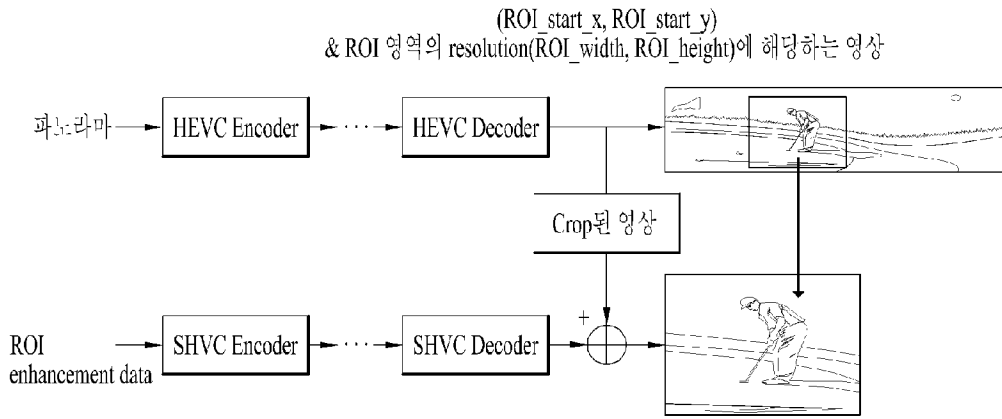 (ROI_start_x, ROI_start_y)
& ROI 영역의 resolution(ROI_width, ROI_height)에 해딩하는 영상
파노라마
HEVC Encoder
HEVC Decoder
Crop된 영상
+
ROI
enhancement data
SHVC Encoder
SHVC Decoder